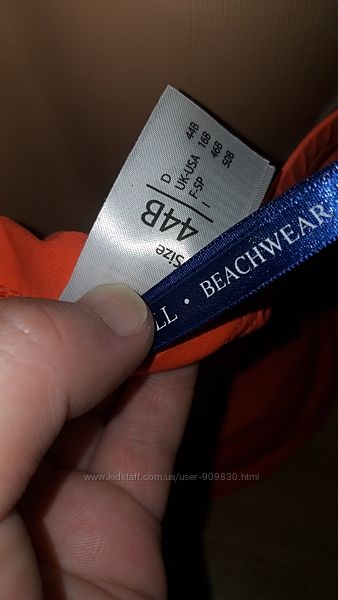 Size
44B
D 44B
UK-USA 16B
F-SP 46B
I 50B
LL • BEACHWEAR
www.kidstaff.com.ua/user-909830.html